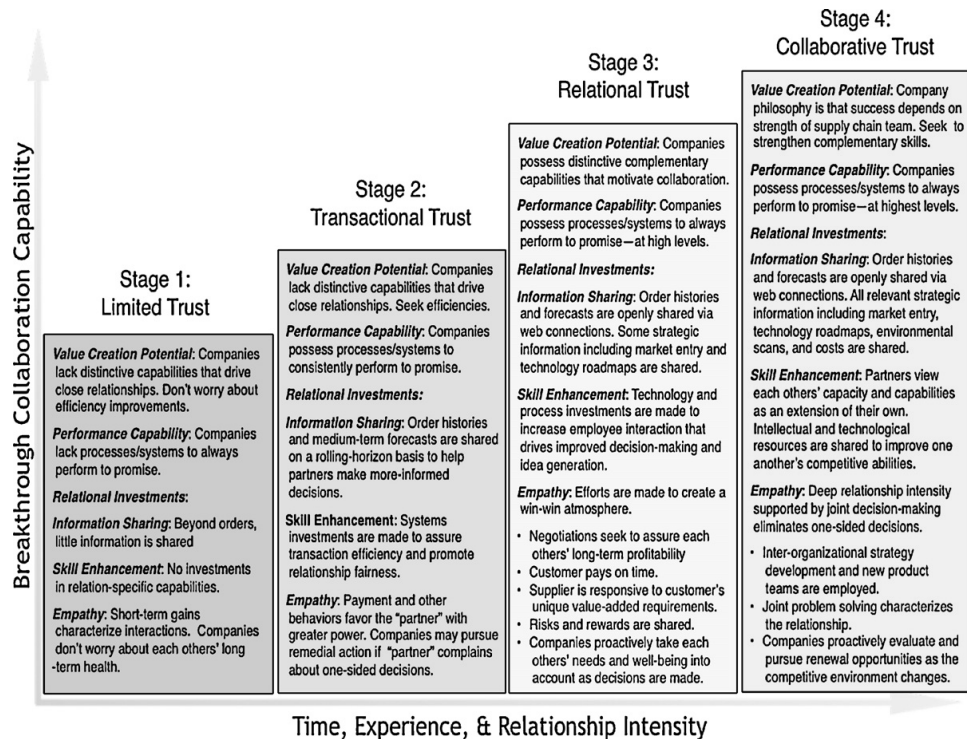 Breakthrough Collaboration Capability
Stage 1:
Limited Trust
Value Creation Potential: Companies
lack distinctive capabilities that drive
close relationships. Don't worry about
efficiency improvements.
Performance Capability: Companies
lack processes/systems to always
perform to promise.
Relational Investments:
Information Sharing: Beyond orders,
little information is shared
Skill Enhancement: No investments
in relation-specific capabilities.
Empathy: Short-term gains
characterize interactions. Companies
don't worry about each others' long
-term health.
Stage 2:
Transactional Trust
Value Creation Potential: Companies
lack distinctive capabilities that drive
close relationships. Seek efficiencies.
Performance Capability: Companies
possess processes/systems to
consistently perform to promise.
Relational Investments:
Information Sharing: Order histories
and medium-term forecasts are shared
on a rolling-horizon basis to help
partners make more-informed
decisions.
Skill Enhancement: Systems
investments are made to assure
transaction efficiency and promote
relationship fairness.
Empathy: Payment and other
behaviors favor the "partner" with
greater power. Companies may pursue
remedial action if "partner" complains
about one-sided decisions.
Stage 3:
Relational Trust
Value Creation Potential: Companies
possess distinctive complementary
capabilities that motivate collaboration.
Performance Capability: Companies
possess processes/systems to always
perform to promise—at high levels.
Relational Investments:
Information Sharing: Order histories
and forecasts are openly shared via
web connections. Some strategic
information including market entry and
technology roadmaps are shared.
Skill Enhancement: Technology and
process investments are made to
increase employee interaction that
drives improved decision-making and
idea generation.
Empathy: Efforts are made to create a
win-win atmosphere.
• Negotiations seek to assure each
others' long-term profitability
• Customer pays on time.
• Supplier is responsive to customer's
unique value-added requirements.
• Risks and rewards are shared.
• Companies proactively take each
others' needs and well-being into
account as decisions are made.
Stage 4:
Collaborative Trust
Value Creation Potential: Company
philosophy is that success depends on
strength of supply chain team. Seek to
strengthen complementary skills.
Performance Capability: Companies
possess processes/systems to always
perform to promise—at highest levels.
Relational Investments:
Information Sharing: Order histories
and forecasts are openly shared via
web connections. All relevant strategic
information including market entry,
technology roadmaps, environmental
scans, and costs are shared.
Skill Enhancement: Partners view
each others' capacity and capabilities
as an extension of their own.
Intellectual and technological
resources are shared to improve one
another's competitive abilities.
Empathy: Deep relationship intensity
supported by joint decision-making
eliminates one-sided decisions.
• Inter-organizational strategy
development and new product
teams are employed.
• Joint problem solving characterizes
the relationship.
• Companies proactively evaluate and
pursue renewal opportunities as the
competitive environment changes.
Time, Experience, & Relationship Intensity